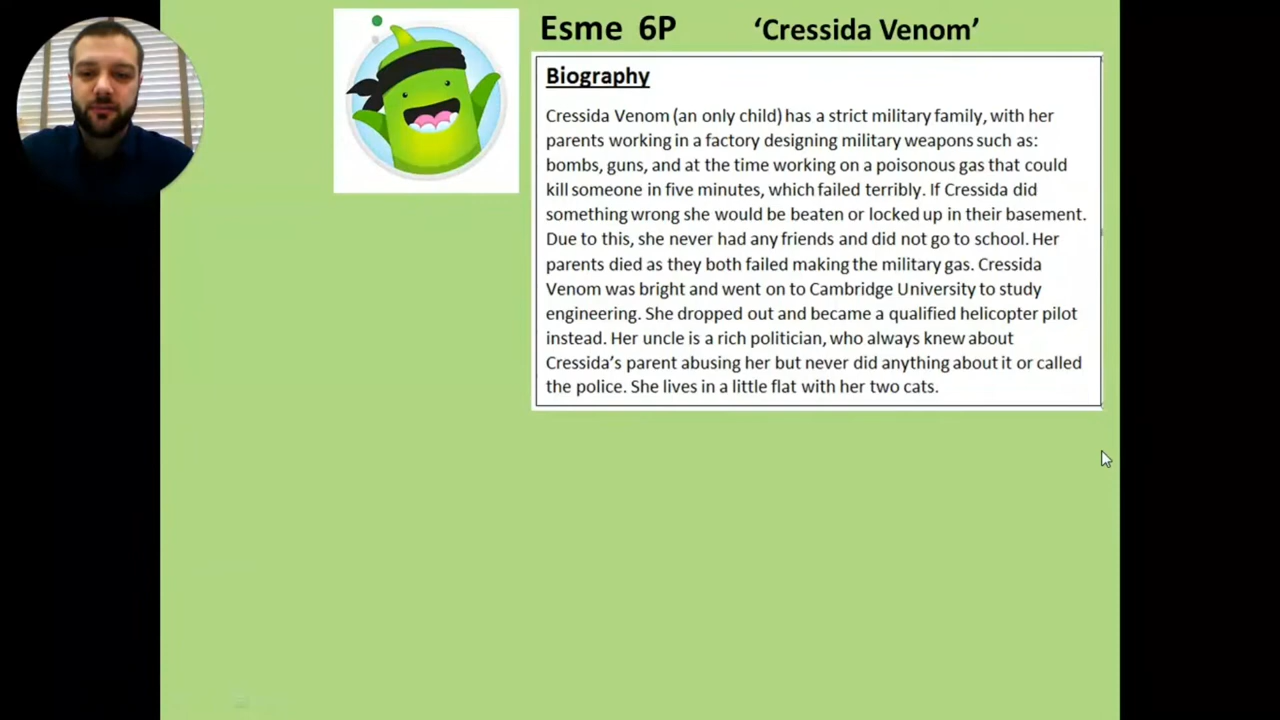 Esme 6P ‘Cressida Venom’
Biography
Cressida Venom (an only child) has a strict military family, with her
parents working in a factory designing military weapons such as:
bombs, guns, and at the time working on a poisonous gas that could
kill someone in five minutes, which failed terribly. If Cressida did
something wrong she would be beaten or locked up in their basement.
Due to this, she never had any friends and did not go to school. Her
parents died as they both failed making the military gas. Cressida
Venom was bright and went on to Cambridge University to study
engineering. She dropped out and became a qualified helicopter pilot
instead. Her uncle is a rich politician, who always knew about
Cressida’s parent abusing her but never did anything about it or called
the police. She lives in a little flat with her two cats.